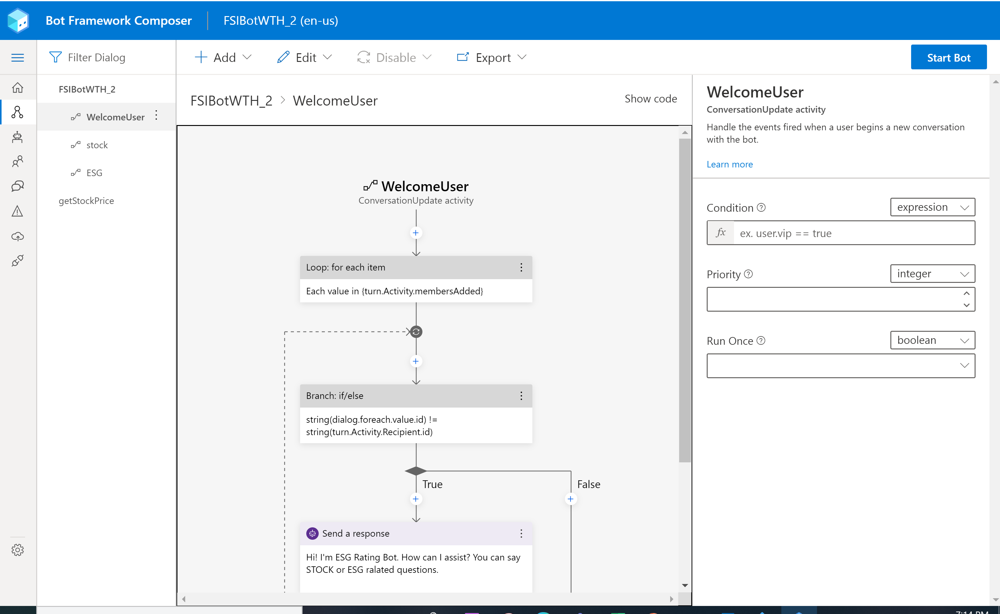 Bot Framework Composer
FSIBotWTH_2 (en-us)
Filter Dialog
Add
Edit
Disable
Export
Start Bot
FSIBotWTH_2
WelcomeUser
stock
ESG
getStockPrice
FSIBotWTH_2 > WelcomeUser
Show code
WelcomeUser
ConversationUpdate activity
Loop: for each item
Each value in {turn.Activity.membersAdded}
Branch: if/else
string(dialog.foreach.value.id) !=
string(turn.Activity.Recipient.id)
True
False
Send a response
Hi! I'm ESG Rating Bot. How can I assist? You can say
STOCK or ESG ralated questions.
WelcomeUser
ConversationUpdate activity
Handle the events fired when a user begins a new conversation
with the bot.
Learn more
Condition
expression
fx
ex. user.vip == true
Priority
integer
Run Once
boolean
7:14 PM